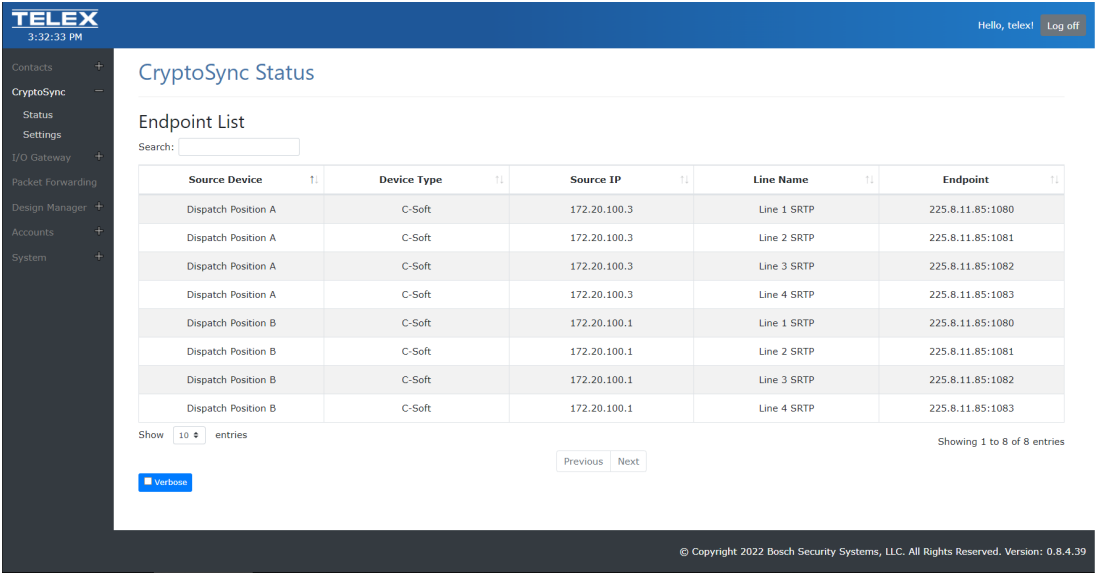 TELEX
3:32:33 PM
Hello, telex! Log off
Contacts +
CryptoSync −
Status
Settings
I/O Gateway +
Packet Forwarding
Design Manager +
Accounts +
System +
CryptoSync Status
Endpoint List
Search:
Source Device Device Type Source IP Line Name Endpoint
Dispatch Position A C-Soft 172.20.100.3 Line 1 SRTP 225.8.11.85:1080
Dispatch Position A C-Soft 172.20.100.3 Line 2 SRTP 225.8.11.85:1081
Dispatch Position A C-Soft 172.20.100.3 Line 3 SRTP 225.8.11.85:1082
Dispatch Position A C-Soft 172.20.100.3 Line 4 SRTP 225.8.11.85:1083
Dispatch Position B C-Soft 172.20.100.1 Line 1 SRTP 225.8.11.85:1080
Dispatch Position B C-Soft 172.20.100.1 Line 2 SRTP 225.8.11.85:1081
Dispatch Position B C-Soft 172.20.100.1 Line 3 SRTP 225.8.11.85:1082
Dispatch Position B C-Soft 172.20.100.1 Line 4 SRTP 225.8.11.85:1083
Show 10 entries
Showing 1 to 8 of 8 entries
Previous Next
Verbose
© Copyright 2022 Bosch Security Systems, LLC. All Rights Reserved. Version: 0.8.4.39